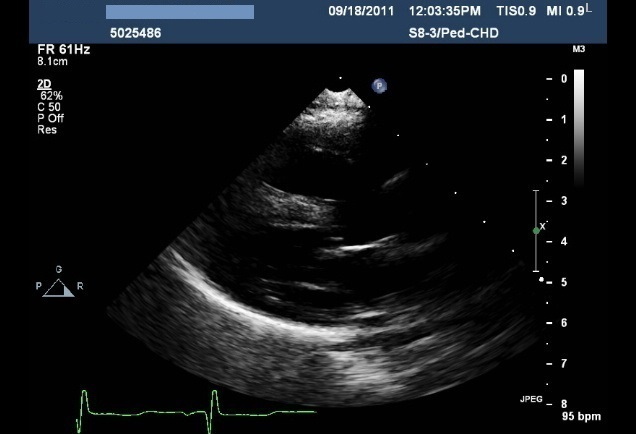 09/18/2011 12:03:35PM TIS0.9 MI 0.9
5025486 S8-3/Ped-CHD
FR 61Hz
8.1cm
M3
2D
62%
C 50
P Off
Res
P
0
1
2
3
X
4
5
6
7
8
G
P R
JPEG
95 bpm